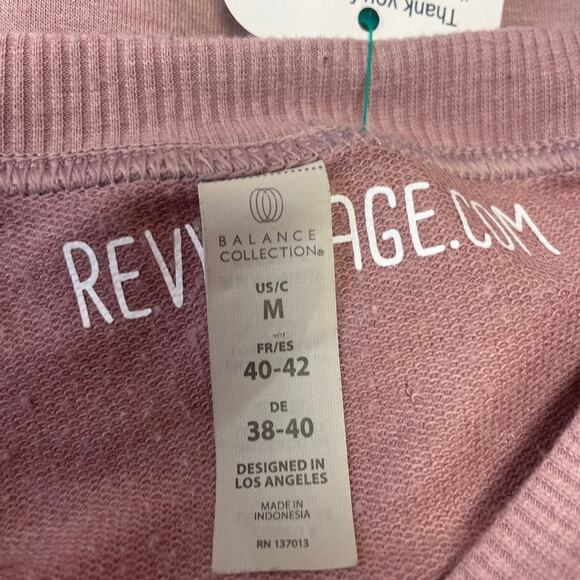 Thank you
REV
AGE.COM
BALANCE
COLLECTION®
US/C
M
FR/ES
40-42
DE
38-40
DESIGNED IN
LOS ANGELES
MADE IN
INDONESIA
RN 137013